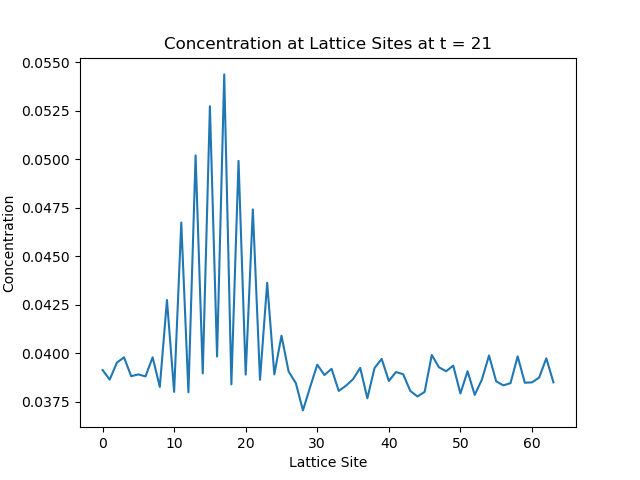 Concentration at Lattice Sites at t = 21
0.0550
0.0525
0.0500
0.0475
0.0450
0.0425
0.0400
0.0375
Concentration
0 10 20 30 40 50 60
Lattice Site